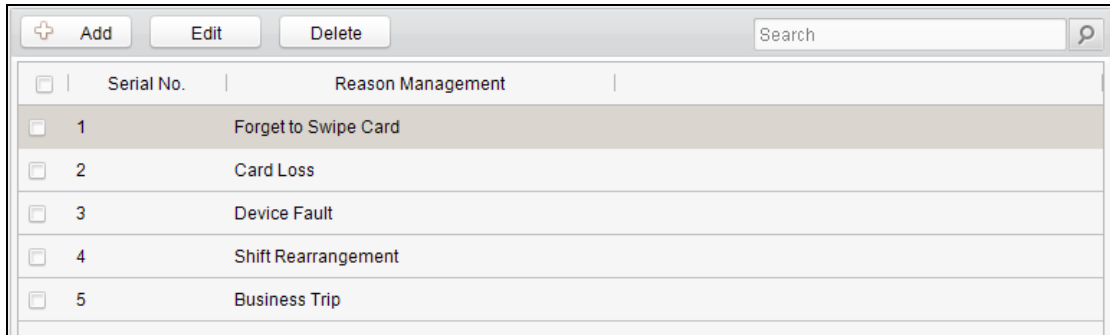 Add Edit Delete Search
Serial No. Reason Management
1 Forget to Swipe Card
2 Card Loss
3 Device Fault
4 Shift Rearrangement
5 Business Trip